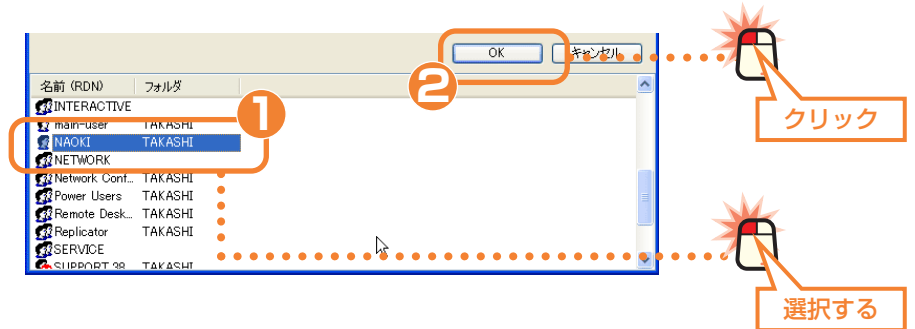 OK キャンセル
2
名前 (RDN) フォルダ
INTERACTIVE
1
main-user TAKASHI
クリック
NAOKI TAKASHI
NETWORK
Network Conf... TAKASHI
Power Users TAKASHI
Remote Desk... TAKASHI
Replicator TAKASHI
SERVICE
SUPPORT_38... TAKASHI
選択する